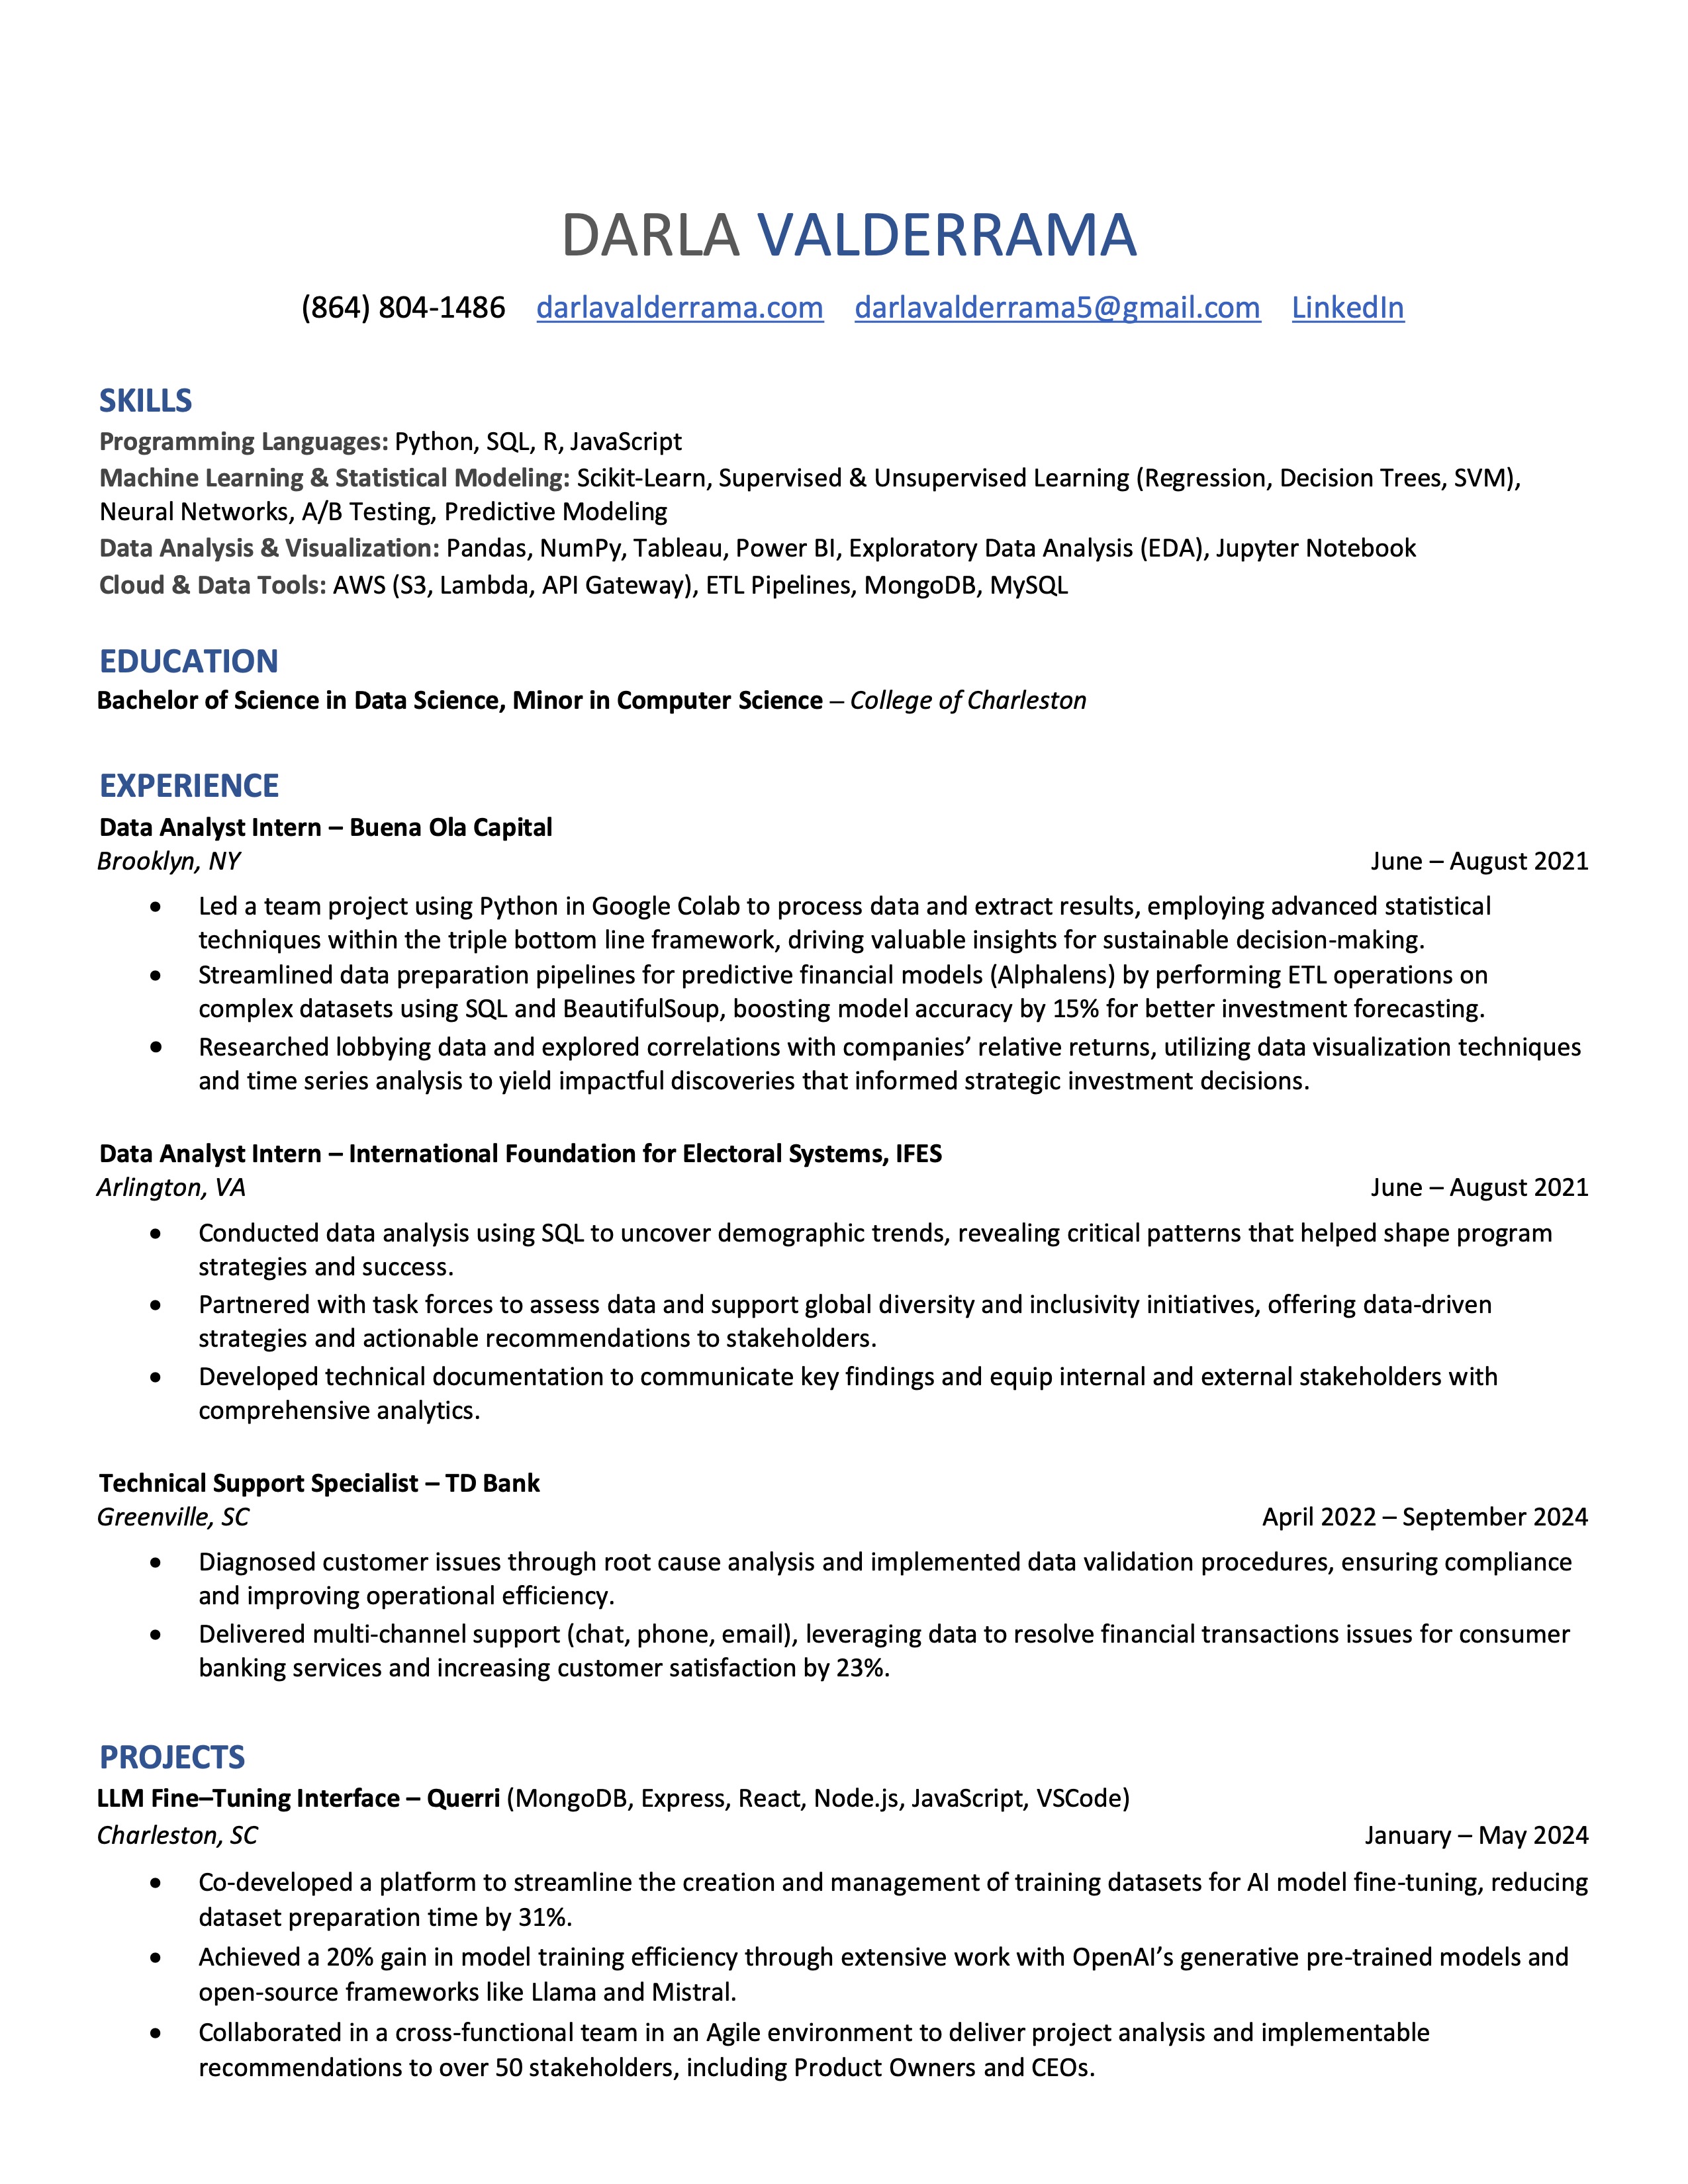 DARLA VALDERRAMA
(864) 804-1486 darlavalderrama.com darlavalderrama5@gmail.com LinkedIn
SKILLS
Programming Languages: Python, SQL, R, JavaScript
Machine Learning & Statistical Modeling: Scikit-Learn, Supervised & Unsupervised Learning (Regression, Decision Trees, SVM),
Neural Networks, A/B Testing, Predictive Modeling
Data Analysis & Visualization: Pandas, NumPy, Tableau, Power BI, Exploratory Data Analysis (EDA), Jupyter Notebook
Cloud & Data Tools: AWS (S3, Lambda, API Gateway), ETL Pipelines, MongoDB, MySQL
EDUCATION
Bachelor of Science in Data Science, Minor in Computer Science – College of Charleston
EXPERIENCE
Data Analyst Intern – Buena Ola Capital
Brooklyn, NY June – August 2021
• Led a team project using Python in Google Colab to process data and extract results, employing advanced statistical
techniques within the triple bottom line framework, driving valuable insights for sustainable decision-making.
• Streamlined data preparation pipelines for predictive financial models (Alphalens) by performing ETL operations on
complex datasets using SQL and BeautifulSoup, boosting model accuracy by 15% for better investment forecasting.
• Researched lobbying data and explored correlations with companies’ relative returns, utilizing data visualization techniques
and time series analysis to yield impactful discoveries that informed strategic investment decisions.
Data Analyst Intern – International Foundation for Electoral Systems, IFES
Arlington, VA June – August 2021
• Conducted data analysis using SQL to uncover demographic trends, revealing critical patterns that helped shape program
strategies and success.
• Partnered with task forces to assess data and support global diversity and inclusivity initiatives, offering data-driven
strategies and actionable recommendations to stakeholders.
• Developed technical documentation to communicate key findings and equip internal and external stakeholders with
comprehensive analytics.
Technical Support Specialist – TD Bank
Greenville, SC April 2022 – September 2024
• Diagnosed customer issues through root cause analysis and implemented data validation procedures, ensuring compliance
and improving operational efficiency.
• Delivered multi-channel support (chat, phone, email), leveraging data to resolve financial transactions issues for consumer
banking services and increasing customer satisfaction by 23%.
PROJECTS
LLM Fine–Tuning Interface – Querri (MongoDB, Express, React, Node.js, JavaScript, VSCode)
Charleston, SC January – May 2024
• Co-developed a platform to streamline the creation and management of training datasets for AI model fine-tuning, reducing
dataset preparation time by 31%.
• Achieved a 20% gain in model training efficiency through extensive work with OpenAI’s generative pre-trained models and
open-source frameworks like Llama and Mistral.
• Collaborated in a cross-functional team in an Agile environment to deliver project analysis and implementable
recommendations to over 50 stakeholders, including Product Owners and CEOs.